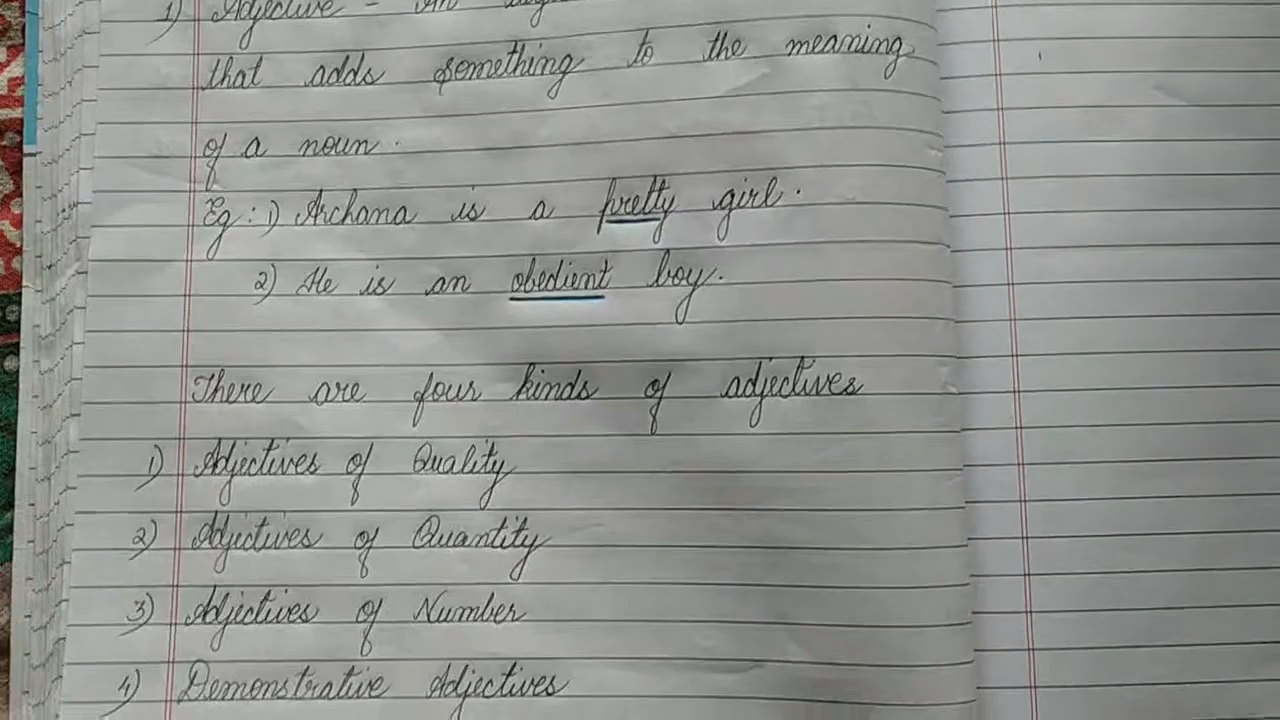 1) Adjective - An
that adds something to the meaning
of a noun.
Eg: 1) Archana is a pretty girl.
2) He is an obedient boy.
There are four kinds of adjectives
1) Adjectives of Quality
2) Adjectives of Quantity
3) Adjectives of Number
4) Demonstrative Adjectives